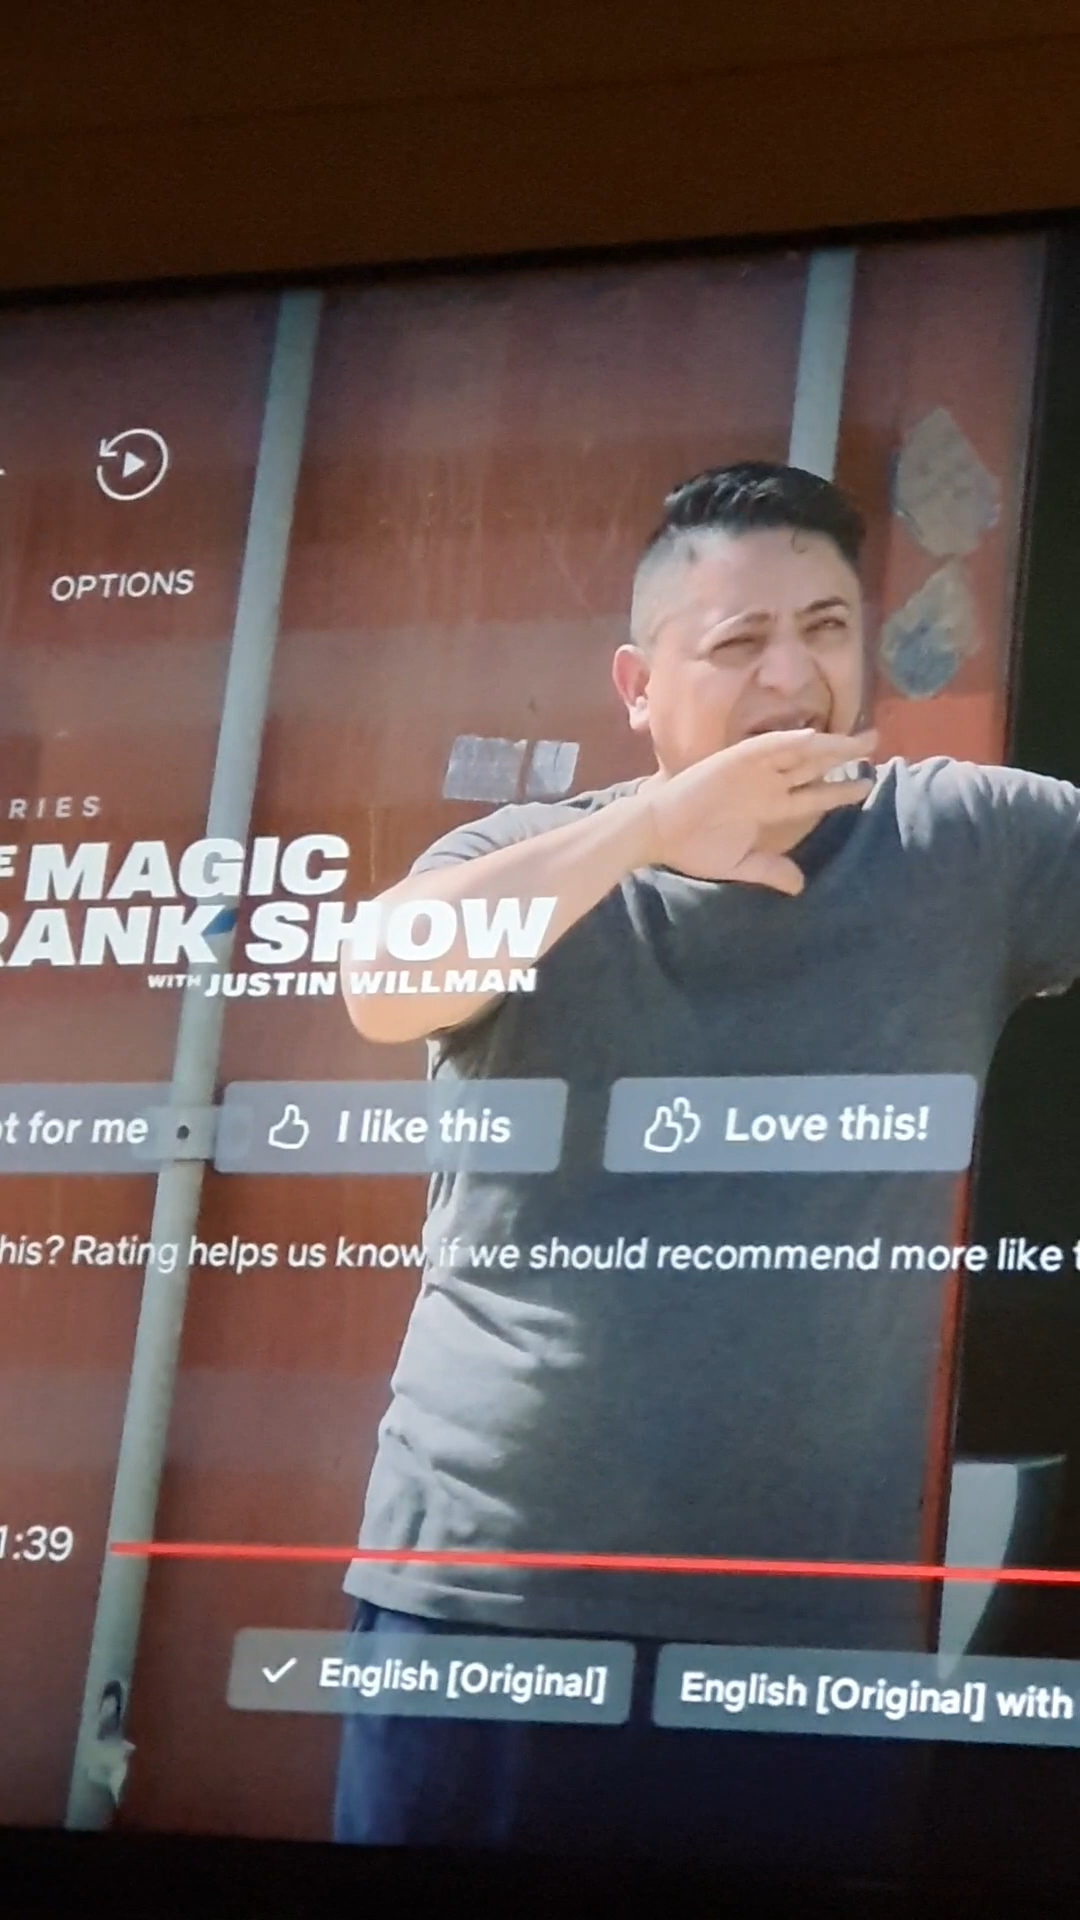 OPTIONS
RIES
E MAGIC
RANK SHOW
WITH JUSTIN WILLMAN
t for me
I like this
Love this!
his? Rating helps us know if we should recommend more like t
1:39
English [Original]
English [Original] with